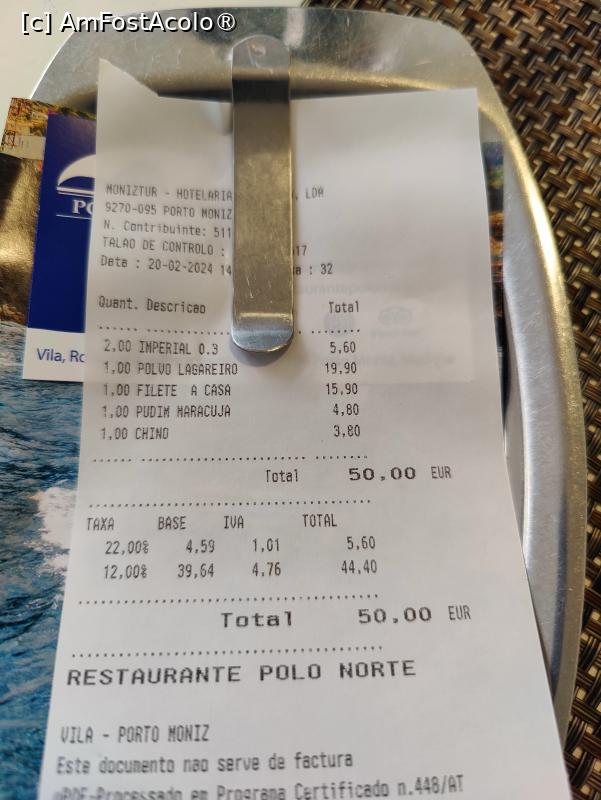 [c] AmFostAcolo®
MONIZTUR - HOTELARIA , LDA
9270-095 PORTO MONIZ
N. Contribuinte: 511
TALAO DE CONTROLO : 17
Data : 20-02-2024 14 : 32
Quant. Descricao Total
2,00 IMPERIAL 0.3 5,60
1,00 POLVO LAGAREIRO 19,90
1,00 FILETE A CASA 15,90
1,00 PUDIM MARACUJA 4,80
1,00 CHINO 3,80
Total 50,00 EUR
TAXA BASE IVA TOTAL
22,00% 4,59 1,01 5,60
12,00% 39,64 4,76 44,40
Total 50,00 EUR
RESTAURANTE POLO NORTE
VILA - PORTO MONIZ
Este documento nao serve de factura
em Programa Certificado n.448/AT
Vila,